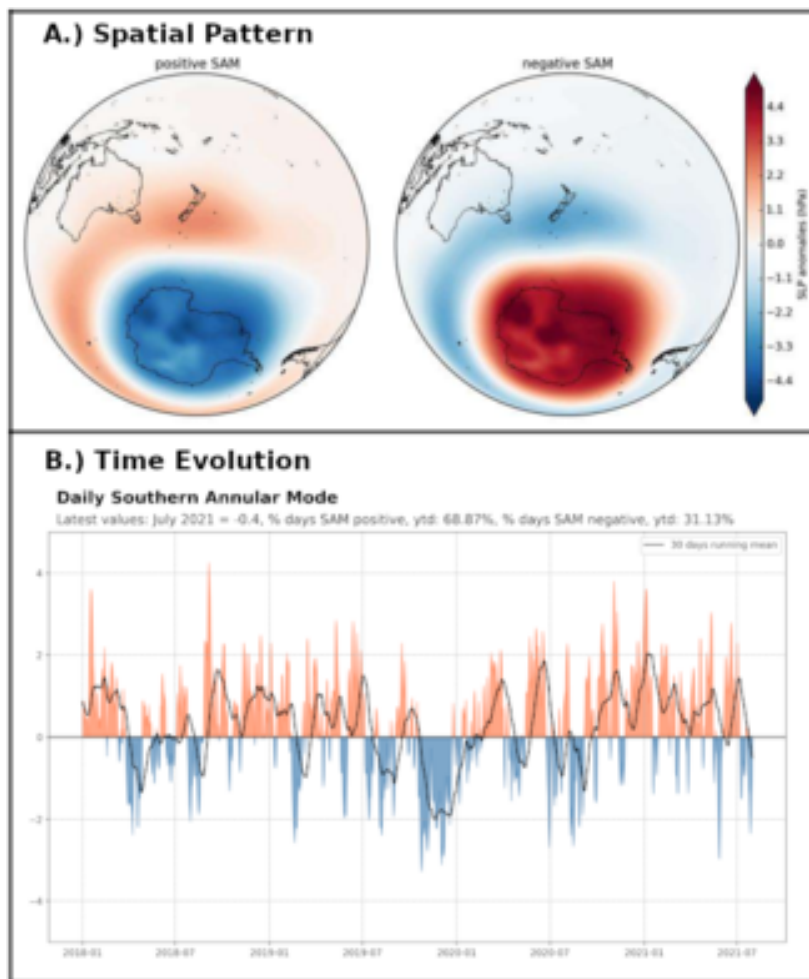 A.) Spatial Pattern
positive SAM
negative SAM
4.4
3.3
2.2
1.1
0.0
−1.1
−2.2
−3.3
−4.4
SLP anomalies (hPa)
B.) Time Evolution
Daily Southern Annular Mode
Latest values: July 2021 = -0.4, % days SAM positive, ytd: 68.87%, % days SAM negative, ytd: 31.13%
30 days running mean
4
2
0
−2
−4
2018-01
2018-07
2019-01
2019-07
2020-01
2020-07
2021-01
2021-07